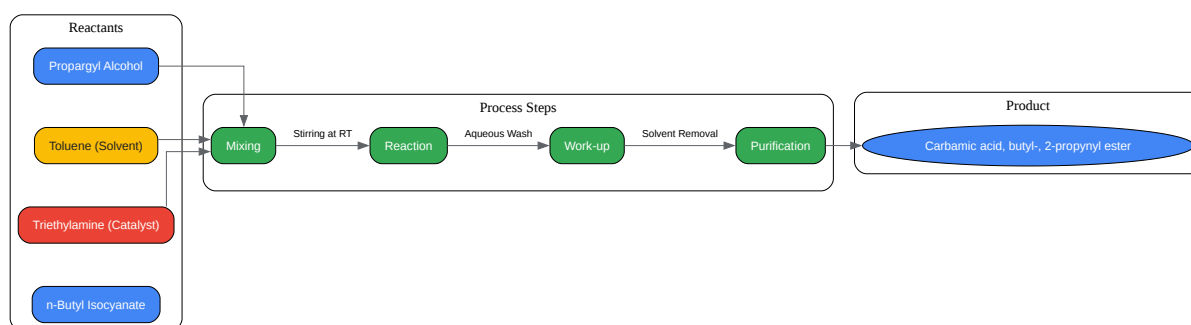 Reactants
Propargyl Alcohol
Toluene (Solvent)
Triethylamine (Catalyst)
n-Butyl Isocyanate
Process Steps
Mixing
Stirring at RT
Reaction
Aqueous Wash
Work-up
Solvent Removal
Purification
Product
Carbamic acid, butyl-, 2-propynyl ester